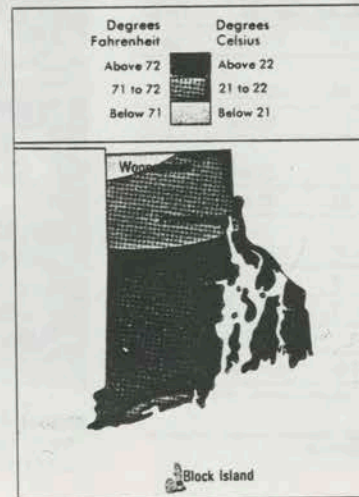 Degrees Fahrenheit Degrees Celsius
Above 72 Above 22
71 to 72 21 to 22
Below 71 Below 21
Block Island